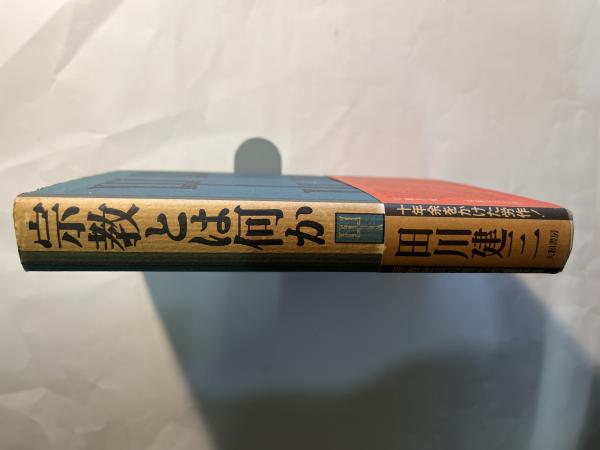 宗教とは何か
十年余をかけた労作!
田川建三
大和書房